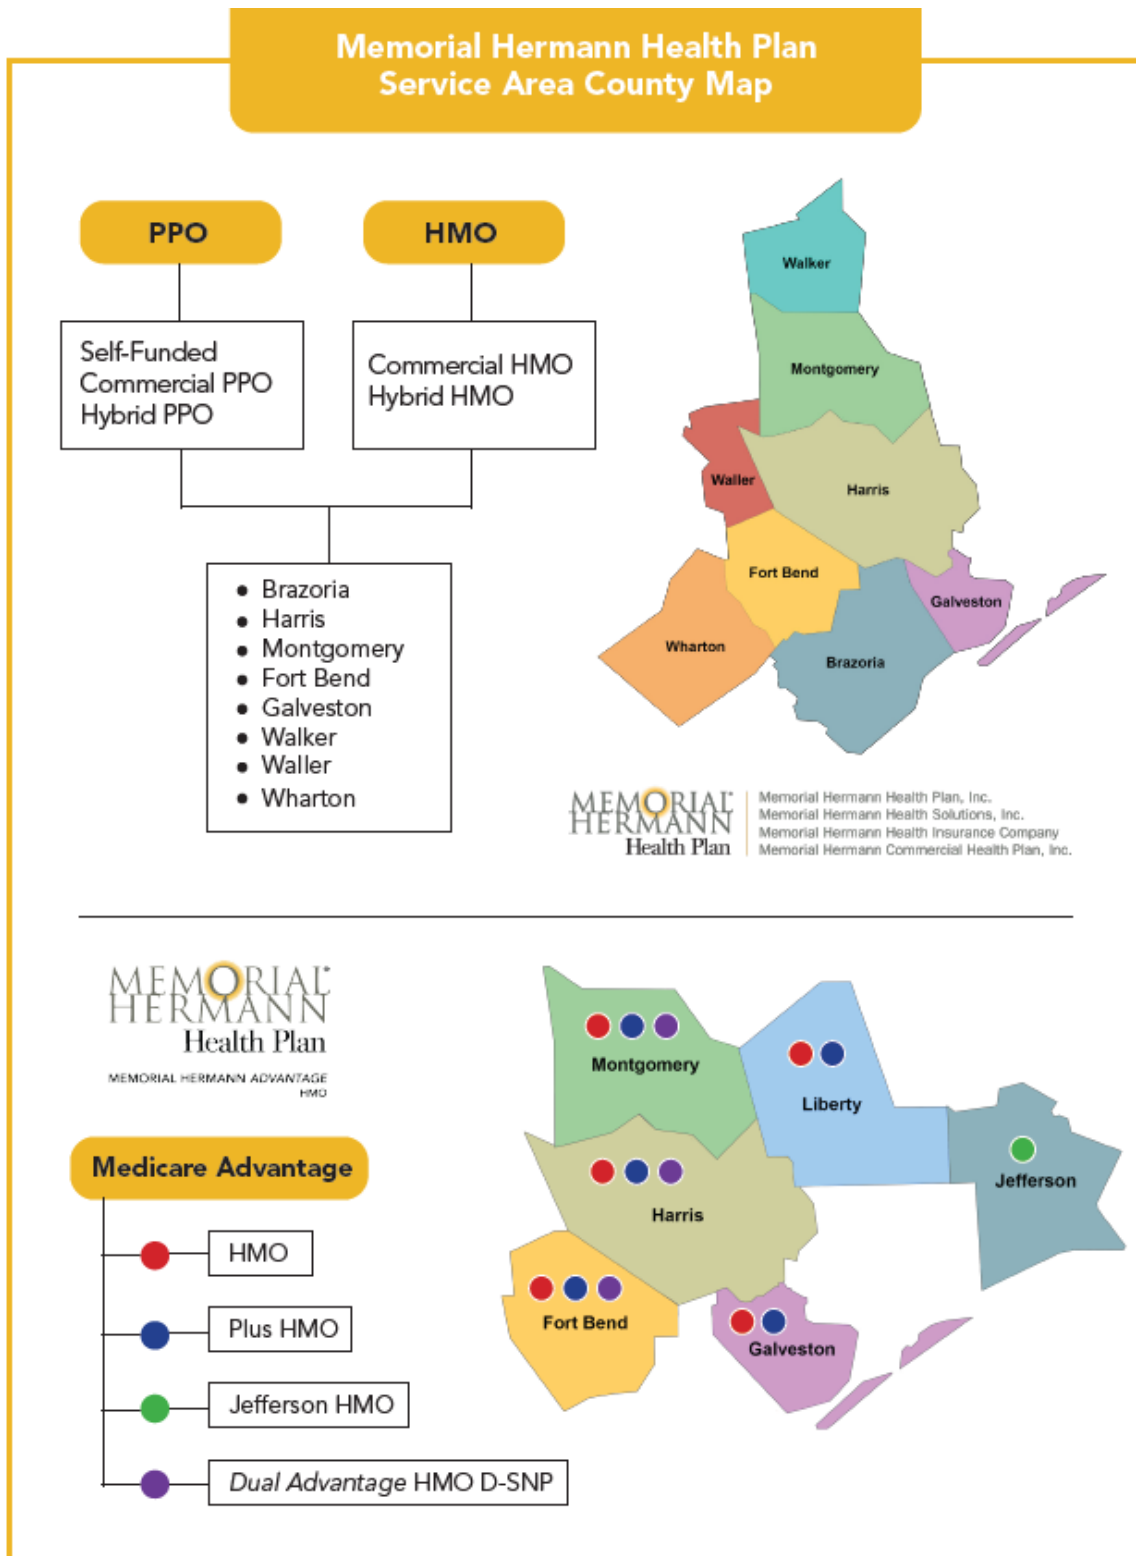 Memorial Hermann Health Plan
Service Area County Map
PPO
HMO
Self-Funded
Commercial PPO
Hybrid PPO
Commercial HMO
Hybrid HMO
• Brazoria
• Harris
• Montgomery
• Fort Bend
• Galveston
• Walker
• Waller
• Wharton
Walker
Montgomery
Waller
Harris
Fort Bend
Galveston
Wharton
Brazoria
MEMORIAL®
HERMANN
Health Plan
Memorial Hermann Health Plan, Inc.
Memorial Hermann Health Solutions, Inc.
Memorial Hermann Health Insurance Company
Memorial Hermann Commercial Health Plan, Inc.
MEMORIAL®
HERMANN
Health Plan
MEMORIAL HERMANN ADVANTAGE
HMO
Medicare Advantage
HMO
Plus HMO
Jefferson HMO
Dual Advantage HMO D-SNP
Montgomery
Liberty
Jefferson
Harris
Fort Bend
Galveston